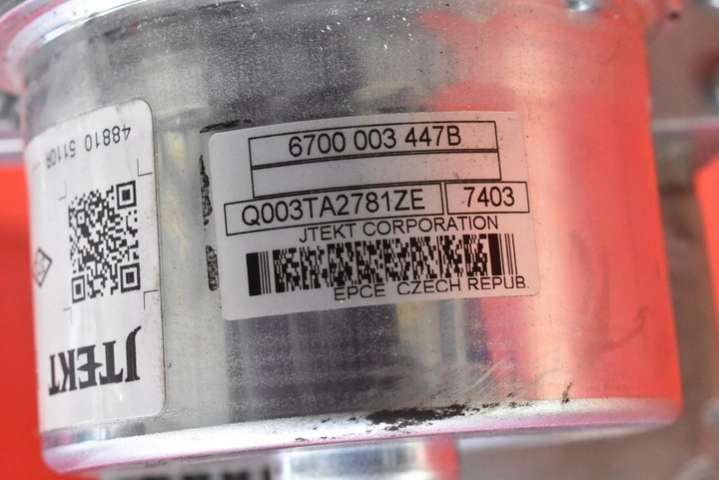 6700 003 447B
Q003TA2781ZE 7403
JTEKT CORPORATION
EPCE CZECH REPUB.
48810 5110R
JTEKT